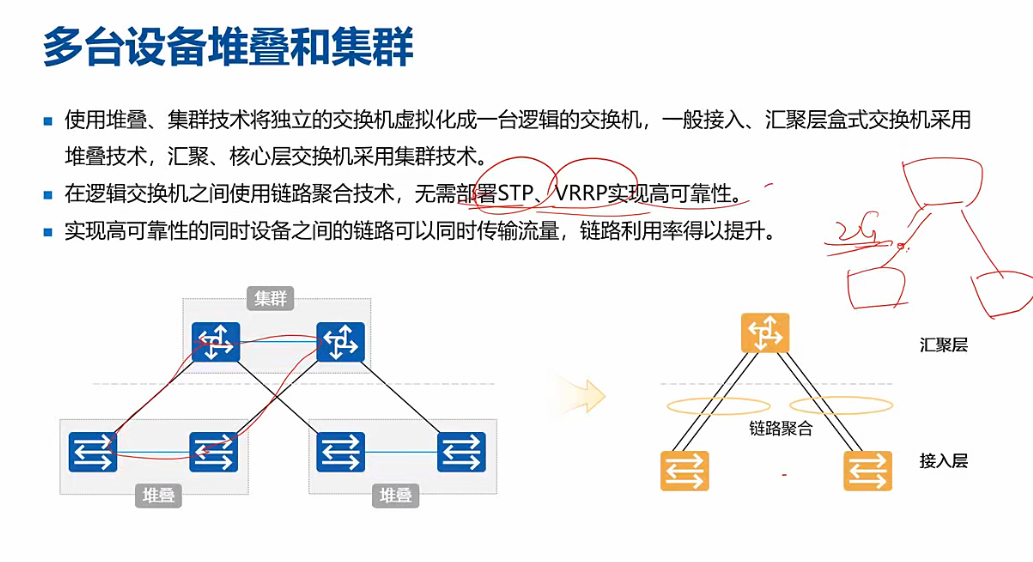 多台设备堆叠和集群
使用堆叠、集群技术将独立的交换机虚拟化成一台逻辑的交换机，一般接入、汇聚层盒式交换机采用
堆叠技术，汇聚、核心层交换机采用集群技术。
在逻辑交换机之间使用链路聚合技术，无需部署STP、VRRP实现高可靠性。
实现高可靠性的同时设备之间的链路可以同时传输流量，链路利用率得以提升。
2G
集群
汇聚层
链路聚合
接入层
堆叠
堆叠